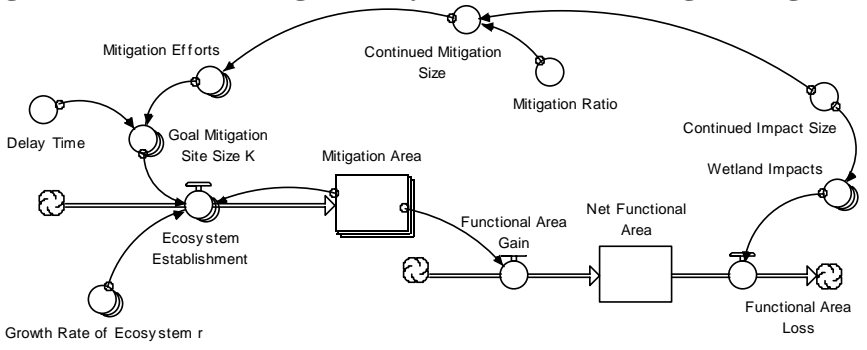 Mitigation Efforts
Continued Mitigation
Size
Mitigation Ratio
Continued Impact Size
Delay Time
Goal Mitigation
Site Size K
Mitigation Area
Wetland Impacts
Ecosystem
Establishment
Functional Area
Gain
Net Functional
Area
Growth Rate of Ecosystem r
Functional Area
Loss